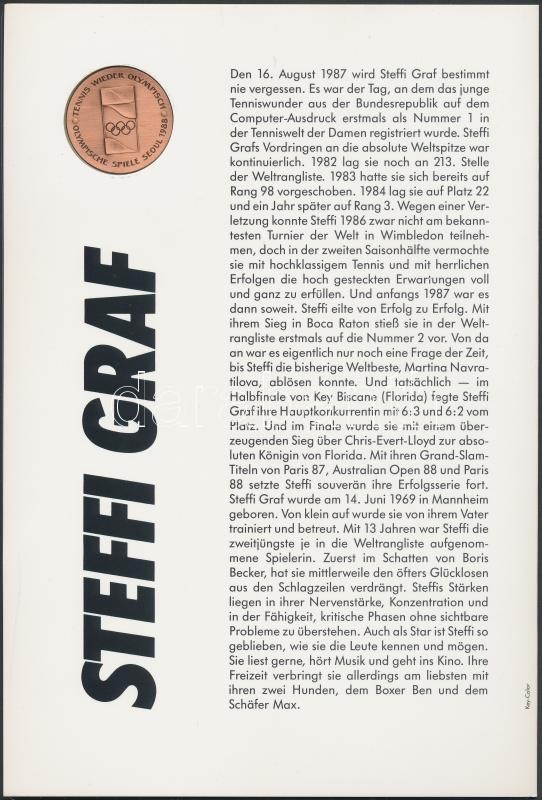 TENNIS WIEDER OLYMPISCH
OLYMPISCHE SPIELE SEOUL 1988
STEFFI GRAF
Den 16. August 1987 wird Steffi Graf bestimmt
nie vergessen. Es war der Tag, an dem das junge
Tenniswunder aus der Bundesrepublik auf dem
Computer-Ausdruck erstmals als Nummer 1 in
der Tenniswelt der Damen registriert wurde. Steffi
Grafs Vordringen an die absolute Weltspitze war
kontinuierlich. 1982 lag sie noch an 213. Stelle
der Weltrangliste. 1983 hatte sie sich bereits auf
Rang 98 vorgeschoben. 1984 lag sie auf Platz 22
und ein Jahr später auf Rang 3. Wegen einer Ver-
letzung konnte Steffi 1986 zwar nicht am bekann-
testen Turnier der Welt in Wimbledon teilneh-
men, doch in der zweiten Saisonhälfte vermochte
sie mit hochklassigem Tennis und mit herrlichen
Erfolgen die hoch gesteckten Erwartungen voll
und ganz zu erfüllen. Und anfangs 1987 war es
dann soweit. Steffi eilte von Erfolg zu Erfolg. Mit
ihrem Sieg in Boca Raton stieß sie in der Welt-
rangliste erstmals auf die Nummer 2 vor. Von da
an war es eigentlich nur noch eine Frage der Zeit,
bis Steffi die bisherige Weltbeste, Martina Navra-
tilova, ablösen konnte. Und tatsächlich — im
Halbfinale von Key Biscane (Florida) fegte Steffi
Graf ihre Hauptkonkurrentin mit 6:3 und 6:2 vom
Platz. Und im Finale wurde sie mit einem über-
zeugenden Sieg über Chris-Evert-Lloyd zur abso-
luten Königin von Florida. Mit ihren Grand-Slam-
Titeln von Paris 87, Australian Open 88 und Paris
88 setzte Steffi souverän ihre Erfolgsserie fort.
Steffi Graf wurde am 14. Juni 1969 in Mannheim
geboren. Von klein auf wurde sie von ihrem Vater
trainiert und betreut. Mit 13 Jahren war Steffi die
zweitjüngste je in die Weltrangliste aufgenom-
mene Spielerin. Zuerst im Schatten von Boris
Becker, hat sie mittlerweile den öfters Glücklosen
aus den Schlagzeilen verdrängt. Steffis Stärken
liegen in ihrer Nervenstärke, Konzentration und
in der Fähigkeit, kritische Phasen ohne sichtbare
Probleme zu überstehen. Auch als Star ist Steffi so
geblieben, wie sie die Leute kennen und mögen.
Sie liest gerne, hört Musik und geht ins Kino. Ihre
Freizeit verbringt sie allerdings am liebsten mit
ihren zwei Hunden, dem Boxer Ben und dem
Schäfer Max.
Key-Color